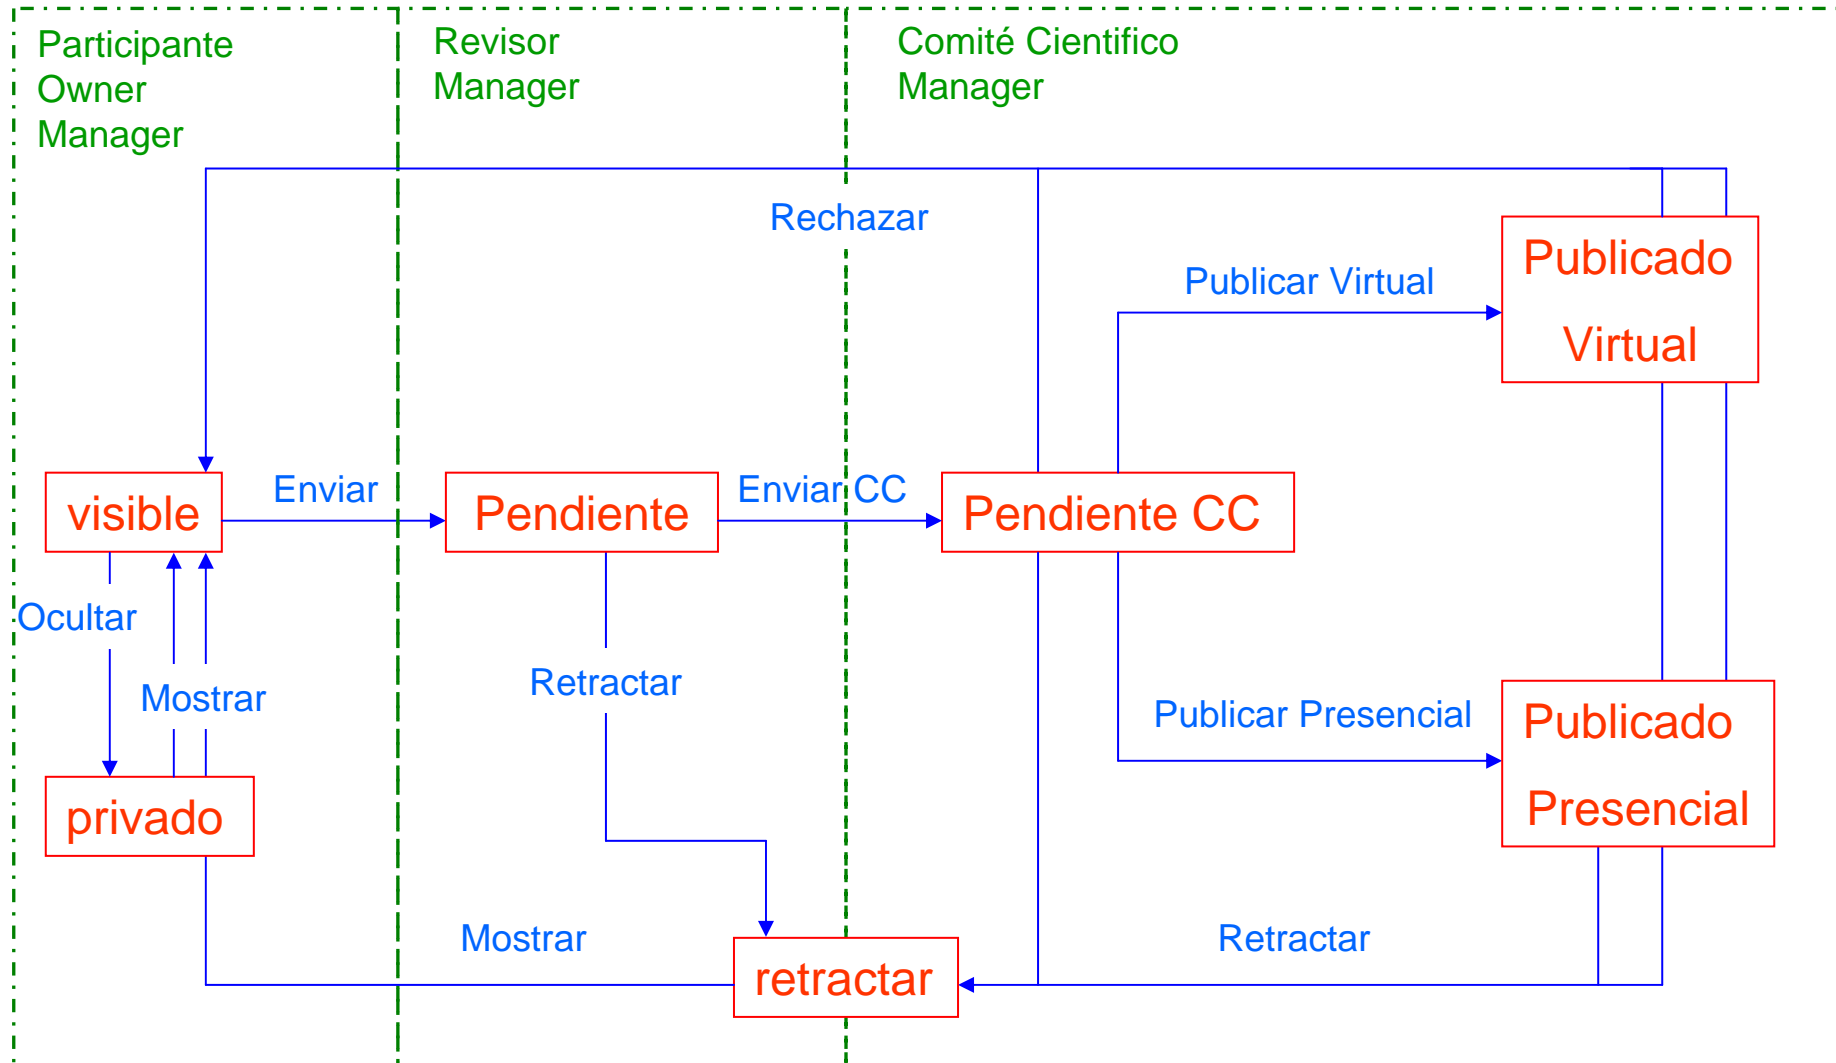 Participante
Owner
Manager
Revisor
Manager
Comité Cientifico
Manager
Rechazar
Publicar Virtual
Publicado
Virtual
visible
Enviar
Pendiente
Enviar CC
Pendiente CC
Ocultar
Mostrar
Retractar
Publicar Presencial
Publicado
Presencial
privado
Mostrar
retractar
Retractar